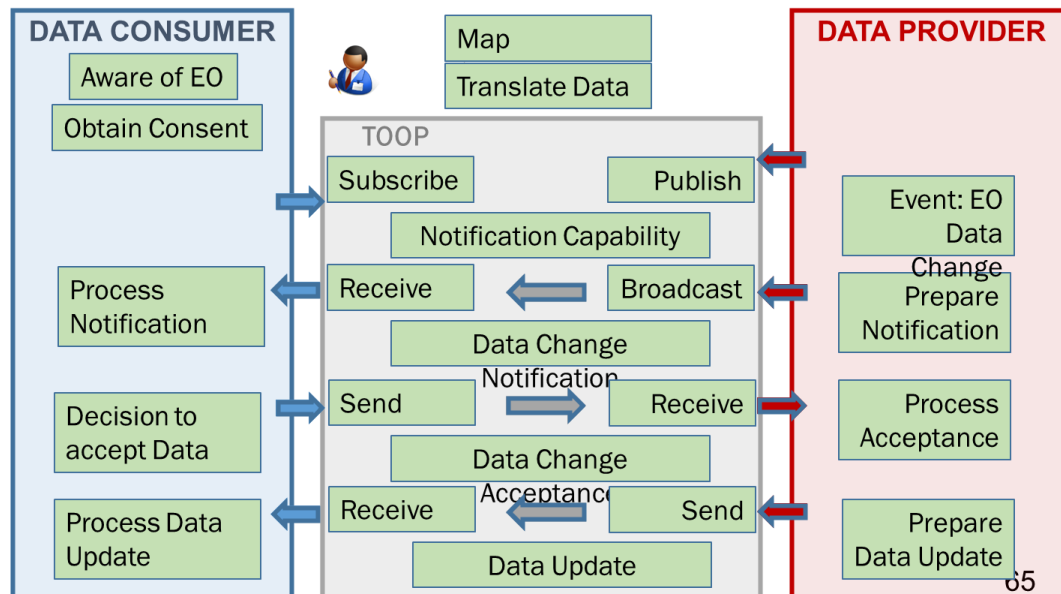 DATA CONSUMER
Aware of EO
Obtain Consent
Process
Notification
Decision to
accept Data
Process Data
Update
Map
Translate Data
TOOP
Subscribe
Publish
Notification Capability
Receive
Broadcast
Data Change
Notification
Send
Receive
Data Change
Acceptance
Receive
Send
Data Update
DATA PROVIDER
Event: EO
Data
Change
Prepare
Notification
Process
Acceptance
Prepare
Data Update
65